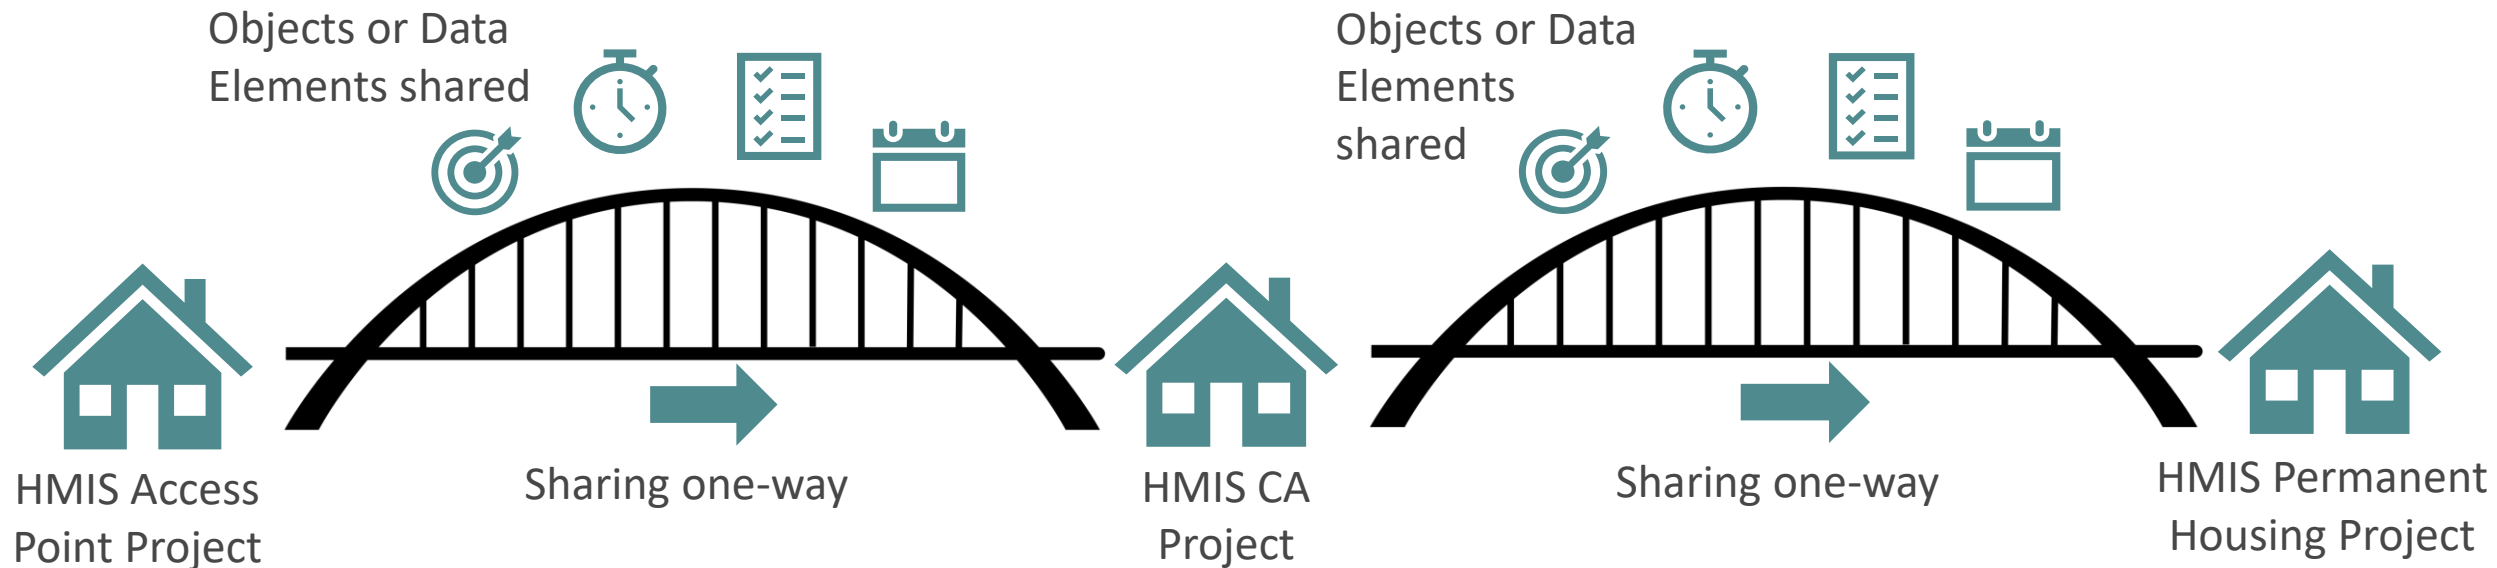 Objects or Data
Elements shared
Objects or Data
Elements
shared
HMIS Access
Point Project
Sharing one-way
HMIS CA
Project
Sharing one-way
HMIS Permanent
Housing Project